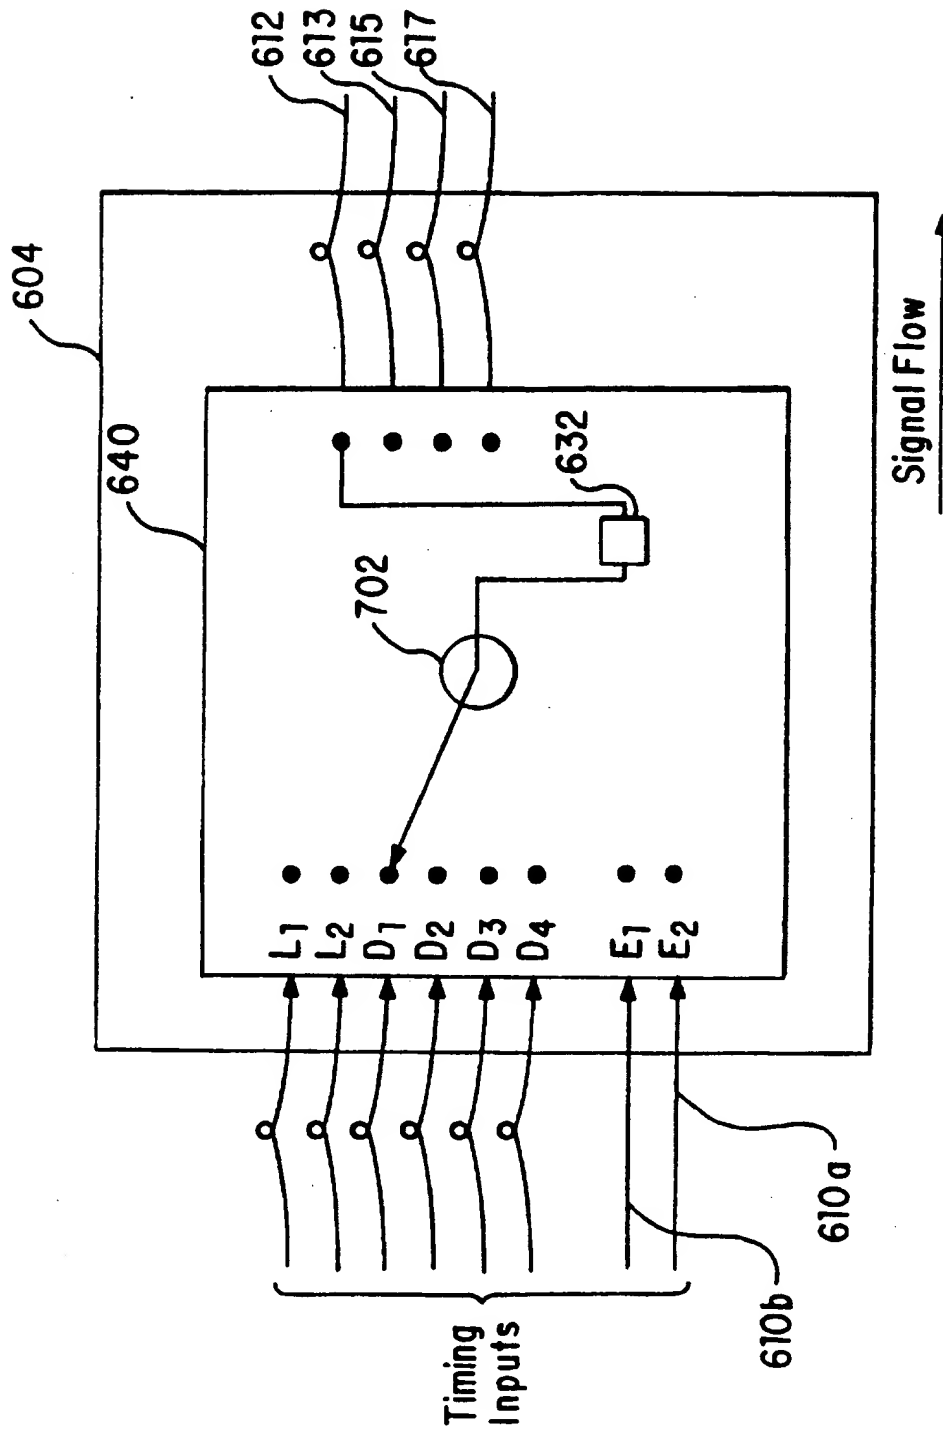 604
640
612
613
615
617
702
632
L1
L2
D1
D2
D3
D4
E1
E2
Timing
Inputs
610b
610a
Signal Flow